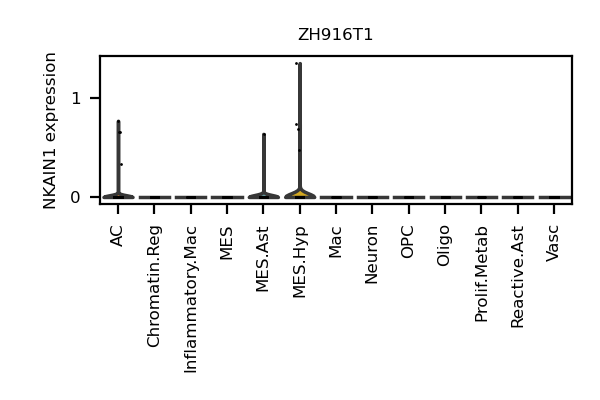 ZH916T1
NKAIN1 expression
1
0
AC
Chromatin.Reg
Inflammatory.Mac
MES
MES.Ast
MES.Hyp
Mac
Neuron
OPC
Oligo
Prolif.Metab
Reactive.Ast
Vasc